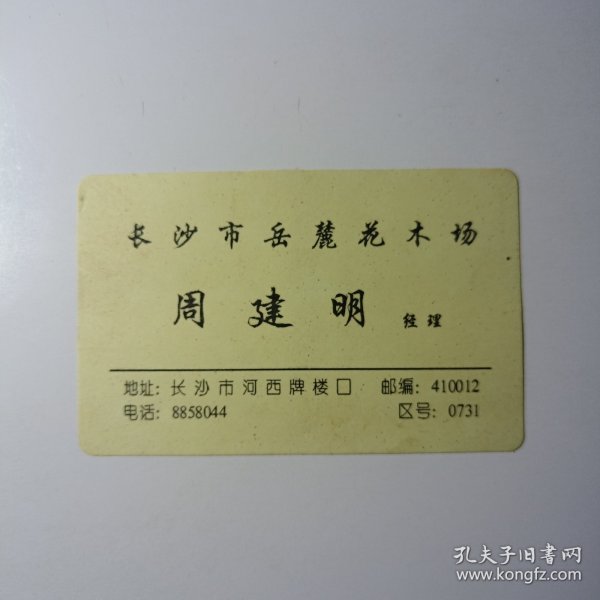 长沙市岳麓花木场
周建明 经理
地址: 长沙市河西牌楼口 邮编: 410012
电话: 8858044 区号: 0731
孔夫子旧书网
www.kongfz.com